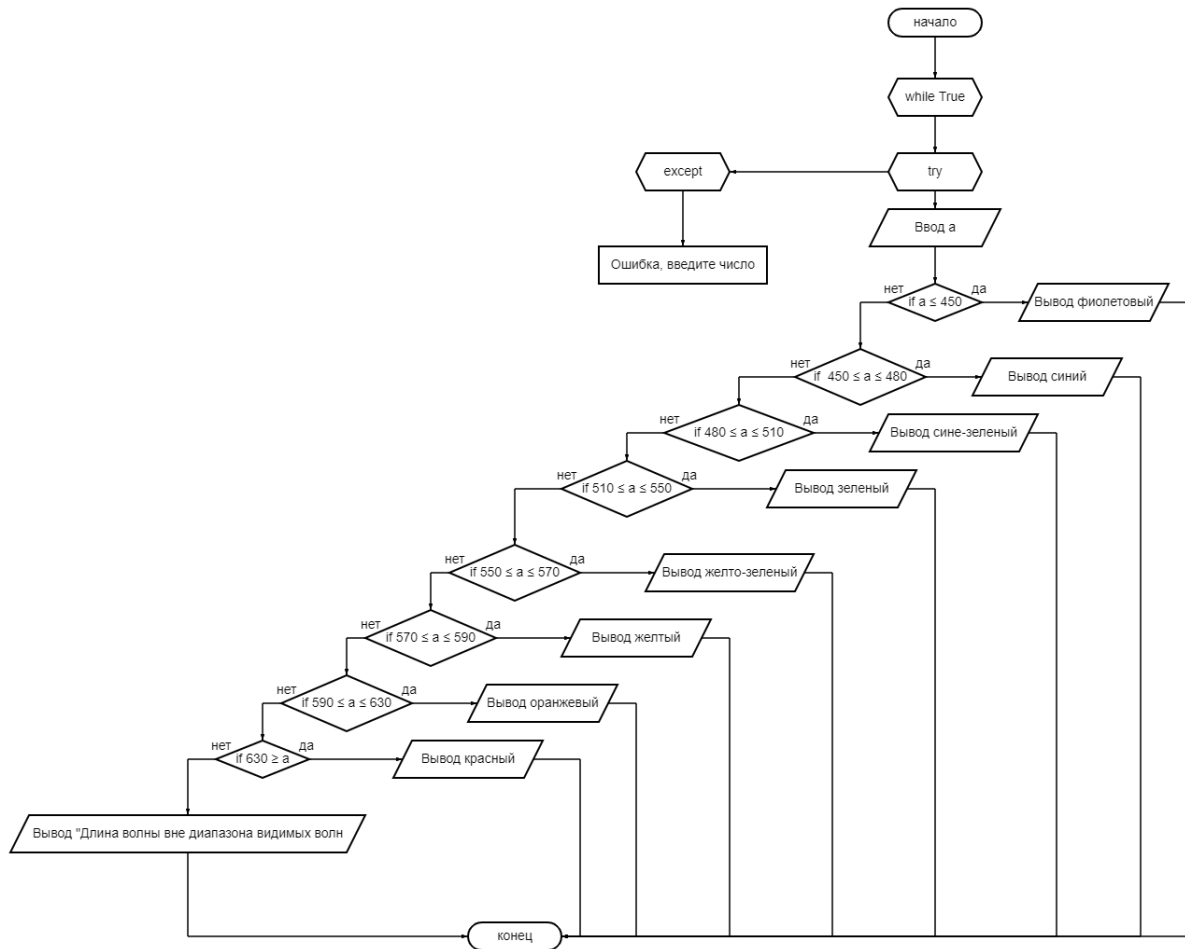 начало
while True
except
try
Ввод a
Ошибка, введите число
нет
да
if a ≤ 450
Вывод фиолетовый
нет
да
if 450 ≤ a ≤ 480
Вывод синий
нет
да
if 480 ≤ a ≤ 510
Вывод сине-зеленый
нет
да
if 510 ≤ a ≤ 550
Вывод зеленый
нет
да
if 550 ≤ a ≤ 570
Вывод желто-зеленый
нет
да
if 570 ≤ a ≤ 590
Вывод желтый
нет
да
if 590 ≤ a ≤ 630
Вывод оранжевый
нет
да
if 630 ≥ a
Вывод красный
Вывод "Длина волны вне диапазона видимых волн
конец